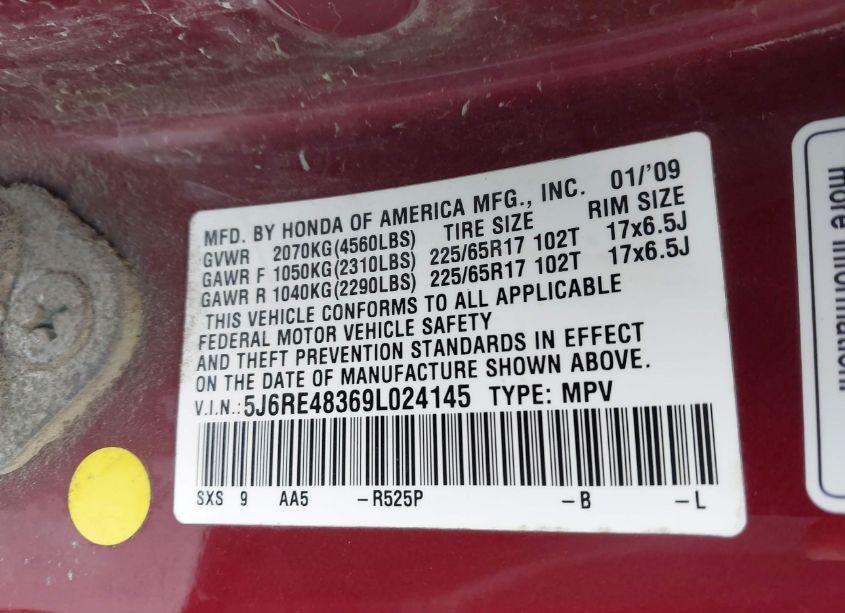 MFD. BY HONDA OF AMERICA MFG., INC. 01/'09
GVWR 2070KG(4560LBS) TIRE SIZE RIM SIZE
GAWR F 1050KG(2310LBS) 225/65R17 102T 17x6.5J
GAWR R 1040KG(2290LBS) 225/65R17 102T 17x6.5J
THIS VEHICLE CONFORMS TO ALL APPLICABLE
FEDERAL MOTOR VEHICLE SAFETY
AND THEFT PREVENTION STANDARDS IN EFFECT
ON THE DATE OF MANUFACTURE SHOWN ABOVE.
V.I.N.:5J6RE48369L024145 TYPE: MPV
SXS 9 AA5 -R525P -B -L
more information.